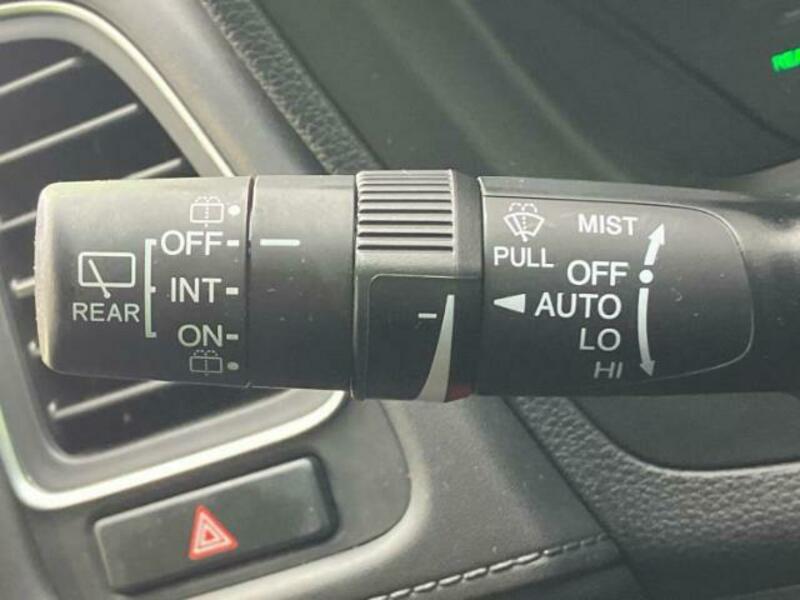 OFF
INT
REAR
ON
MIST
PULL
OFF
AUTO
LO
HI